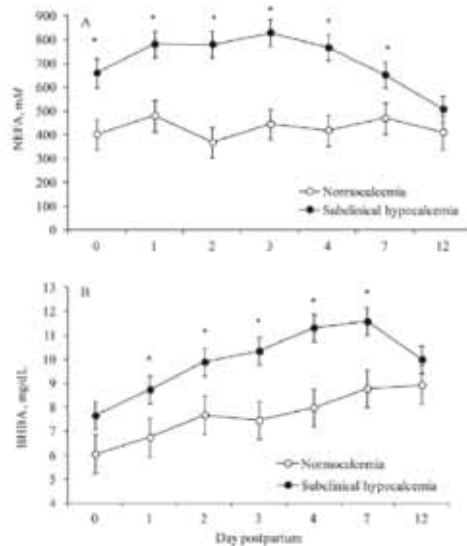 A
NEFA, mM
900
800
700
600
500
400
300
200
100
0
* * * * * *
Normocalcemia
Subclinical hypocalcemia
0 1 2 3 4 7 12
B
BHBA, mg/dL
13
12
11
10
9
8
7
6
5
4
* * * * *
Normocalcemia
Subclinical hypocalcemia
0 1 2 3 4 7 12
Day postpartum